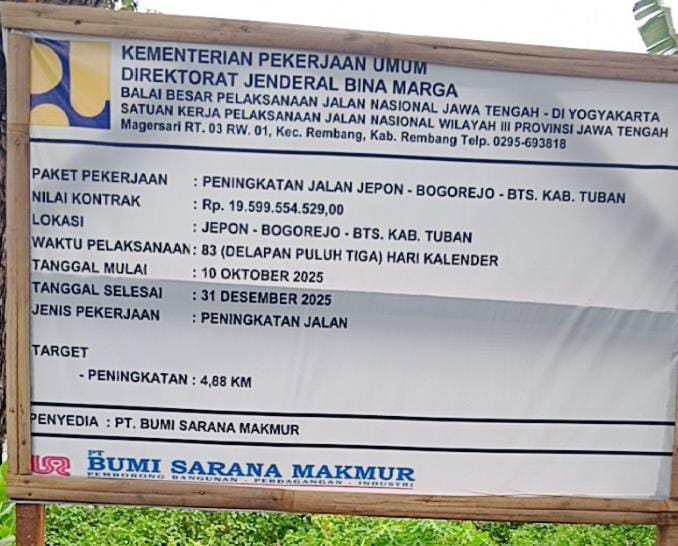 KEMENTERIAN PEKERJAAN UMUM
DIREKTORAT JENDERAL BINA MARGA
BALAI BESAR PELAKSANAAN JALAN NASIONAL JAWA TENGAH - DI YOGYAKARTA
SATUAN KERJA PELAKSANAAN JALAN NASIONAL WILAYAH III PROVINSI JAWA TENGAH
Magersari RT. 03 RW. 01, Kec. Rembang, Kab. Rembang Telp. 0295-693818
PAKET PEKERJAAN : PENINGKATAN JALAN JEPON - BOGOREJO - BTS. KAB. TUBAN
NILAI KONTRAK : Rp. 19.599.554.529,00
LOKASI : JEPON - BOGOREJO - BTS. KAB. TUBAN
WAKTU PELAKSANAAN : 83 (DELAPAN PULUH TIGA) HARI KALENDER
TANGGAL MULAI : 10 OKTOBER 2025
TANGGAL SELESAI : 31 DESEMBER 2025
JENIS PEKERJAAN : PENINGKATAN JALAN
TARGET
- PENINGKATAN : 4,88 KM
PENYEDIA : PT. BUMI SARANA MAKMUR
PT
BUMI SARANA MAKMUR
PEMBORONG BANGUNAN - PERDAGANGAN - INDUSTRI